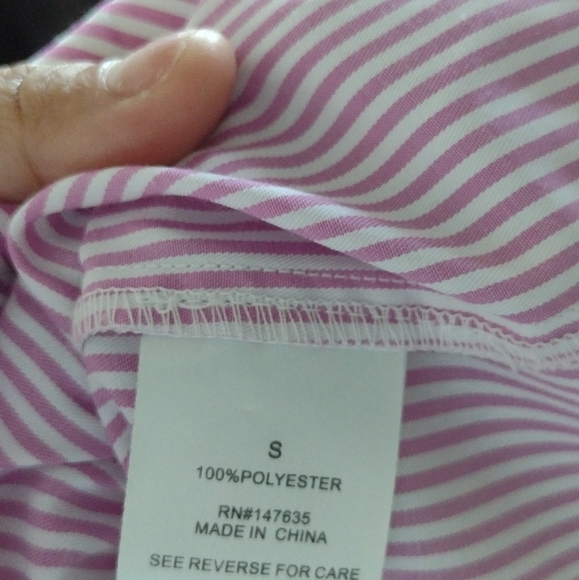 S
100%POLYESTER
RN#147635
MADE IN CHINA
SEE REVERSE FOR CARE